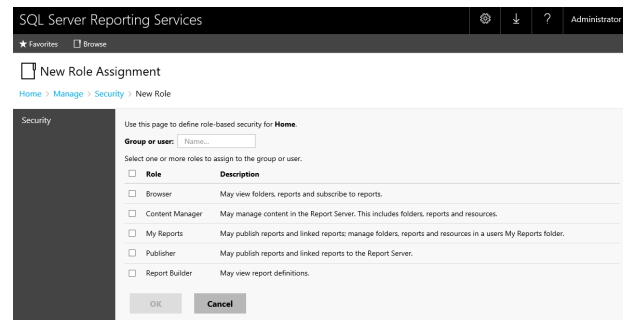 SQL Server Reporting Services
? Administrator
★ Favorites Browse
New Role Assignment
Home > Manage > Security > New Role
Security
Use this page to define role-based security for Home.
Group or user: Name...
Select one or more roles to assign to the group or user.
Role Description
Browser May view folders, reports and subscribe to reports.
Content Manager May manage content in the Report Server. This includes folders, reports and resources.
My Reports May publish reports and linked reports; manage folders, reports and resources in a users My Reports folder.
Publisher May publish reports and linked reports to the Report Server.
Report Builder May view report definitions.
OK Cancel